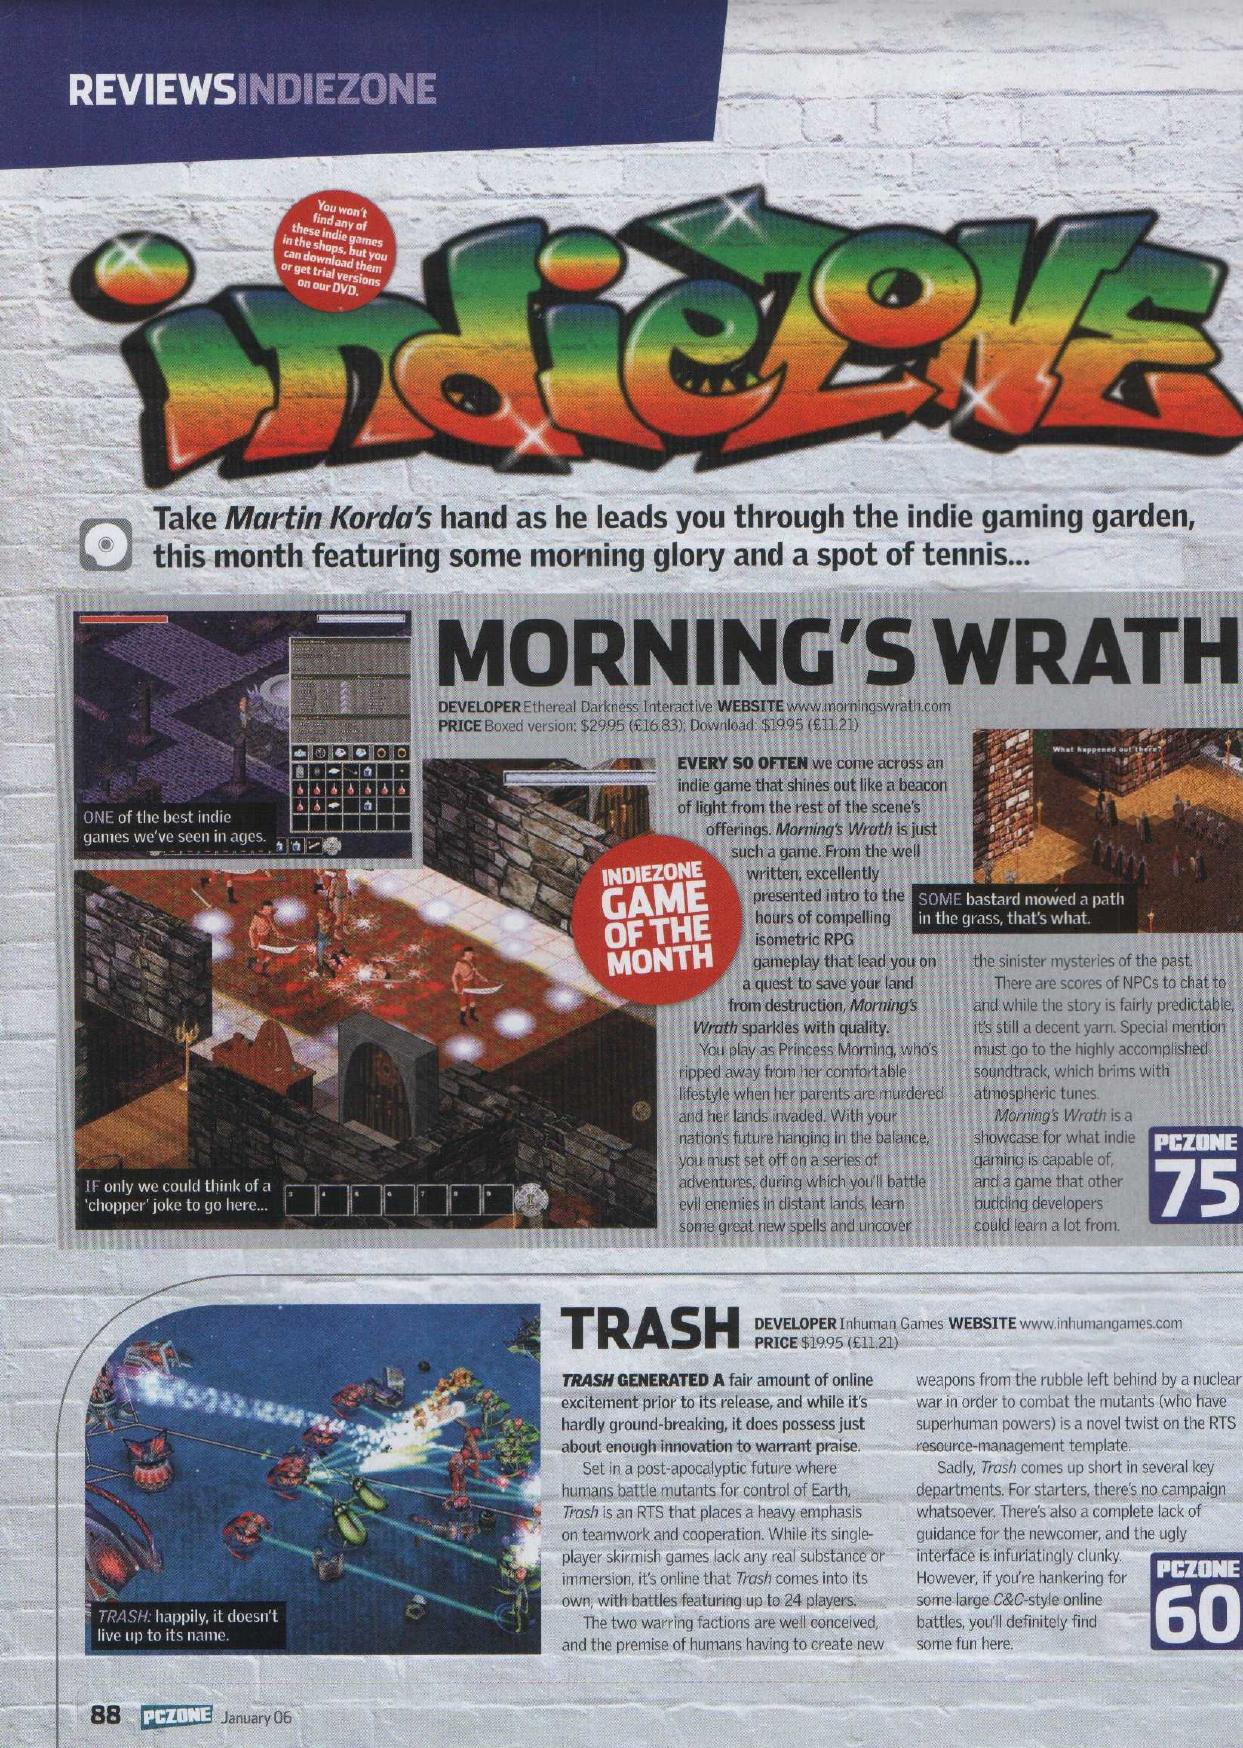 REVIEWSINDIEZONE
You won't
find any of
these indie games
in the shops, but you
can download them
or get trial versions
on our DVD.
indiezone
Take Martin Korda's hand as he leads you through the indie gaming garden,
this month featuring some morning glory and a spot of tennis...
ONE of the best indie
games we've seen in ages.
MORNING'S WRATH
DEVELOPER Ethereal Darkness Interactive WEBSITE www.morningswrath.com
PRICE Boxed version: $29.95 (£16.83); Download: $19.95 (£11.21)
INDIEZONE
GAME
OF THE
MONTH
IF only we could think of a
'chopper' joke to go here...
EVERY SO OFTEN we come across an
indie game that shines out like a beacon
of light from the rest of the scene's
offerings. Morning's Wrath is just
such a game. From the well
written, excellently
presented intro to the
hours of compelling
isometric RPG
gameplay that lead you on
a quest to save your land
from destruction, Morning's
Wrath sparkles with quality.
You play as Princess Morning, who's
ripped away from her comfortable
lifestyle when her parents are murdered
and her lands invaded. With your
nation's future hanging in the balance,
you must set off on a series of
adventures, during which you'll battle
evil enemies in distant lands, learn
some great new spells and uncover
What happened out there?
SOME bastard mowed a path
in the grass, that's what.
the sinister mysteries of the past.
There are scores of NPCs to chat to
and while the story is fairly predictable,
it's still a decent yarn. Special mention
must go to the highly accomplished
soundtrack, which brims with
atmospheric tunes.
Morning's Wrath is a
showcase for what indie
gaming is capable of,
and a game that other
budding developers
could learn a lot from.
PCZONE
75
TRASH
DEVELOPER Inhuman Games WEBSITE www.inhumangames.com
PRICE $19.95 (£11.21)
TRASH: happily, it doesn't
live up to its name.
TRASH GENERATED A fair amount of online
excitement prior to its release, and while it's
hardly ground-breaking, it does possess just
about enough innovation to warrant praise.
Set in a post-apocalyptic future where
humans battle mutants for control of Earth,
Trash is an RTS that places a heavy emphasis
on teamwork and cooperation. While its single-
player skirmish games lack any real substance or
immersion, it's online that Trash comes into its
own, with battles featuring up to 24 players.
The two warring factions are well conceived,
and the premise of humans having to create new
weapons from the rubble left behind by a nuclear
war in order to combat the mutants (who have
superhuman powers) is a novel twist on the RTS
resource-management template.
Sadly, Trash comes up short in several key
departments. For starters, there's no campaign
whatsoever. There's also a complete lack of
guidance for the newcomer, and the ugly
interface is infuriatingly clunky.
However, if you're hankering for
some large C&C-style online
battles, you'll definitely find
some fun here.
PCZONE
60
88 PCZONE January 06